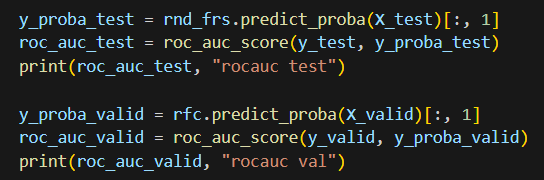 y_proba_test = rnd_frs.predict_proba(X_test)[:, 1]
roc_auc_test = roc_auc_score(y_test, y_proba_test)
print(roc_auc_test, "rocauc test")
y_proba_valid = rfc.predict_proba(X_valid)[:, 1]
roc_auc_valid = roc_auc_score(y_valid, y_proba_valid)
print(roc_auc_valid, "rocauc val")